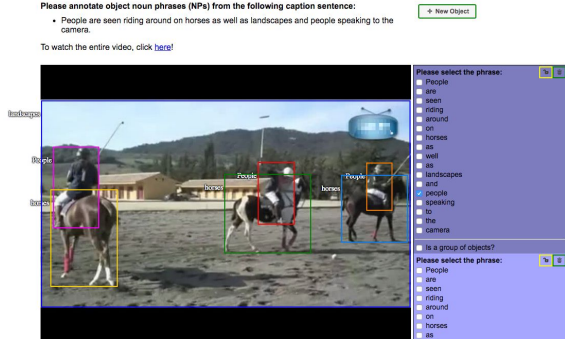 Please annotate object noun phrases (NPs) from the following caption sentence:
+ New Object
• People are seen riding around on horses as well as landscapes and people speaking to the
camera.
To watch the entire video, click here!
landscapes
People
horses
People
horses
People
horses
Please select the phrase:
People
are
seen
riding
around
on
horses
as
well
as
landscapes
and
people
speaking
to
the
camera
Is a group of objects?
Please select the phrase:
People
are
seen
riding
around
on
horses
as